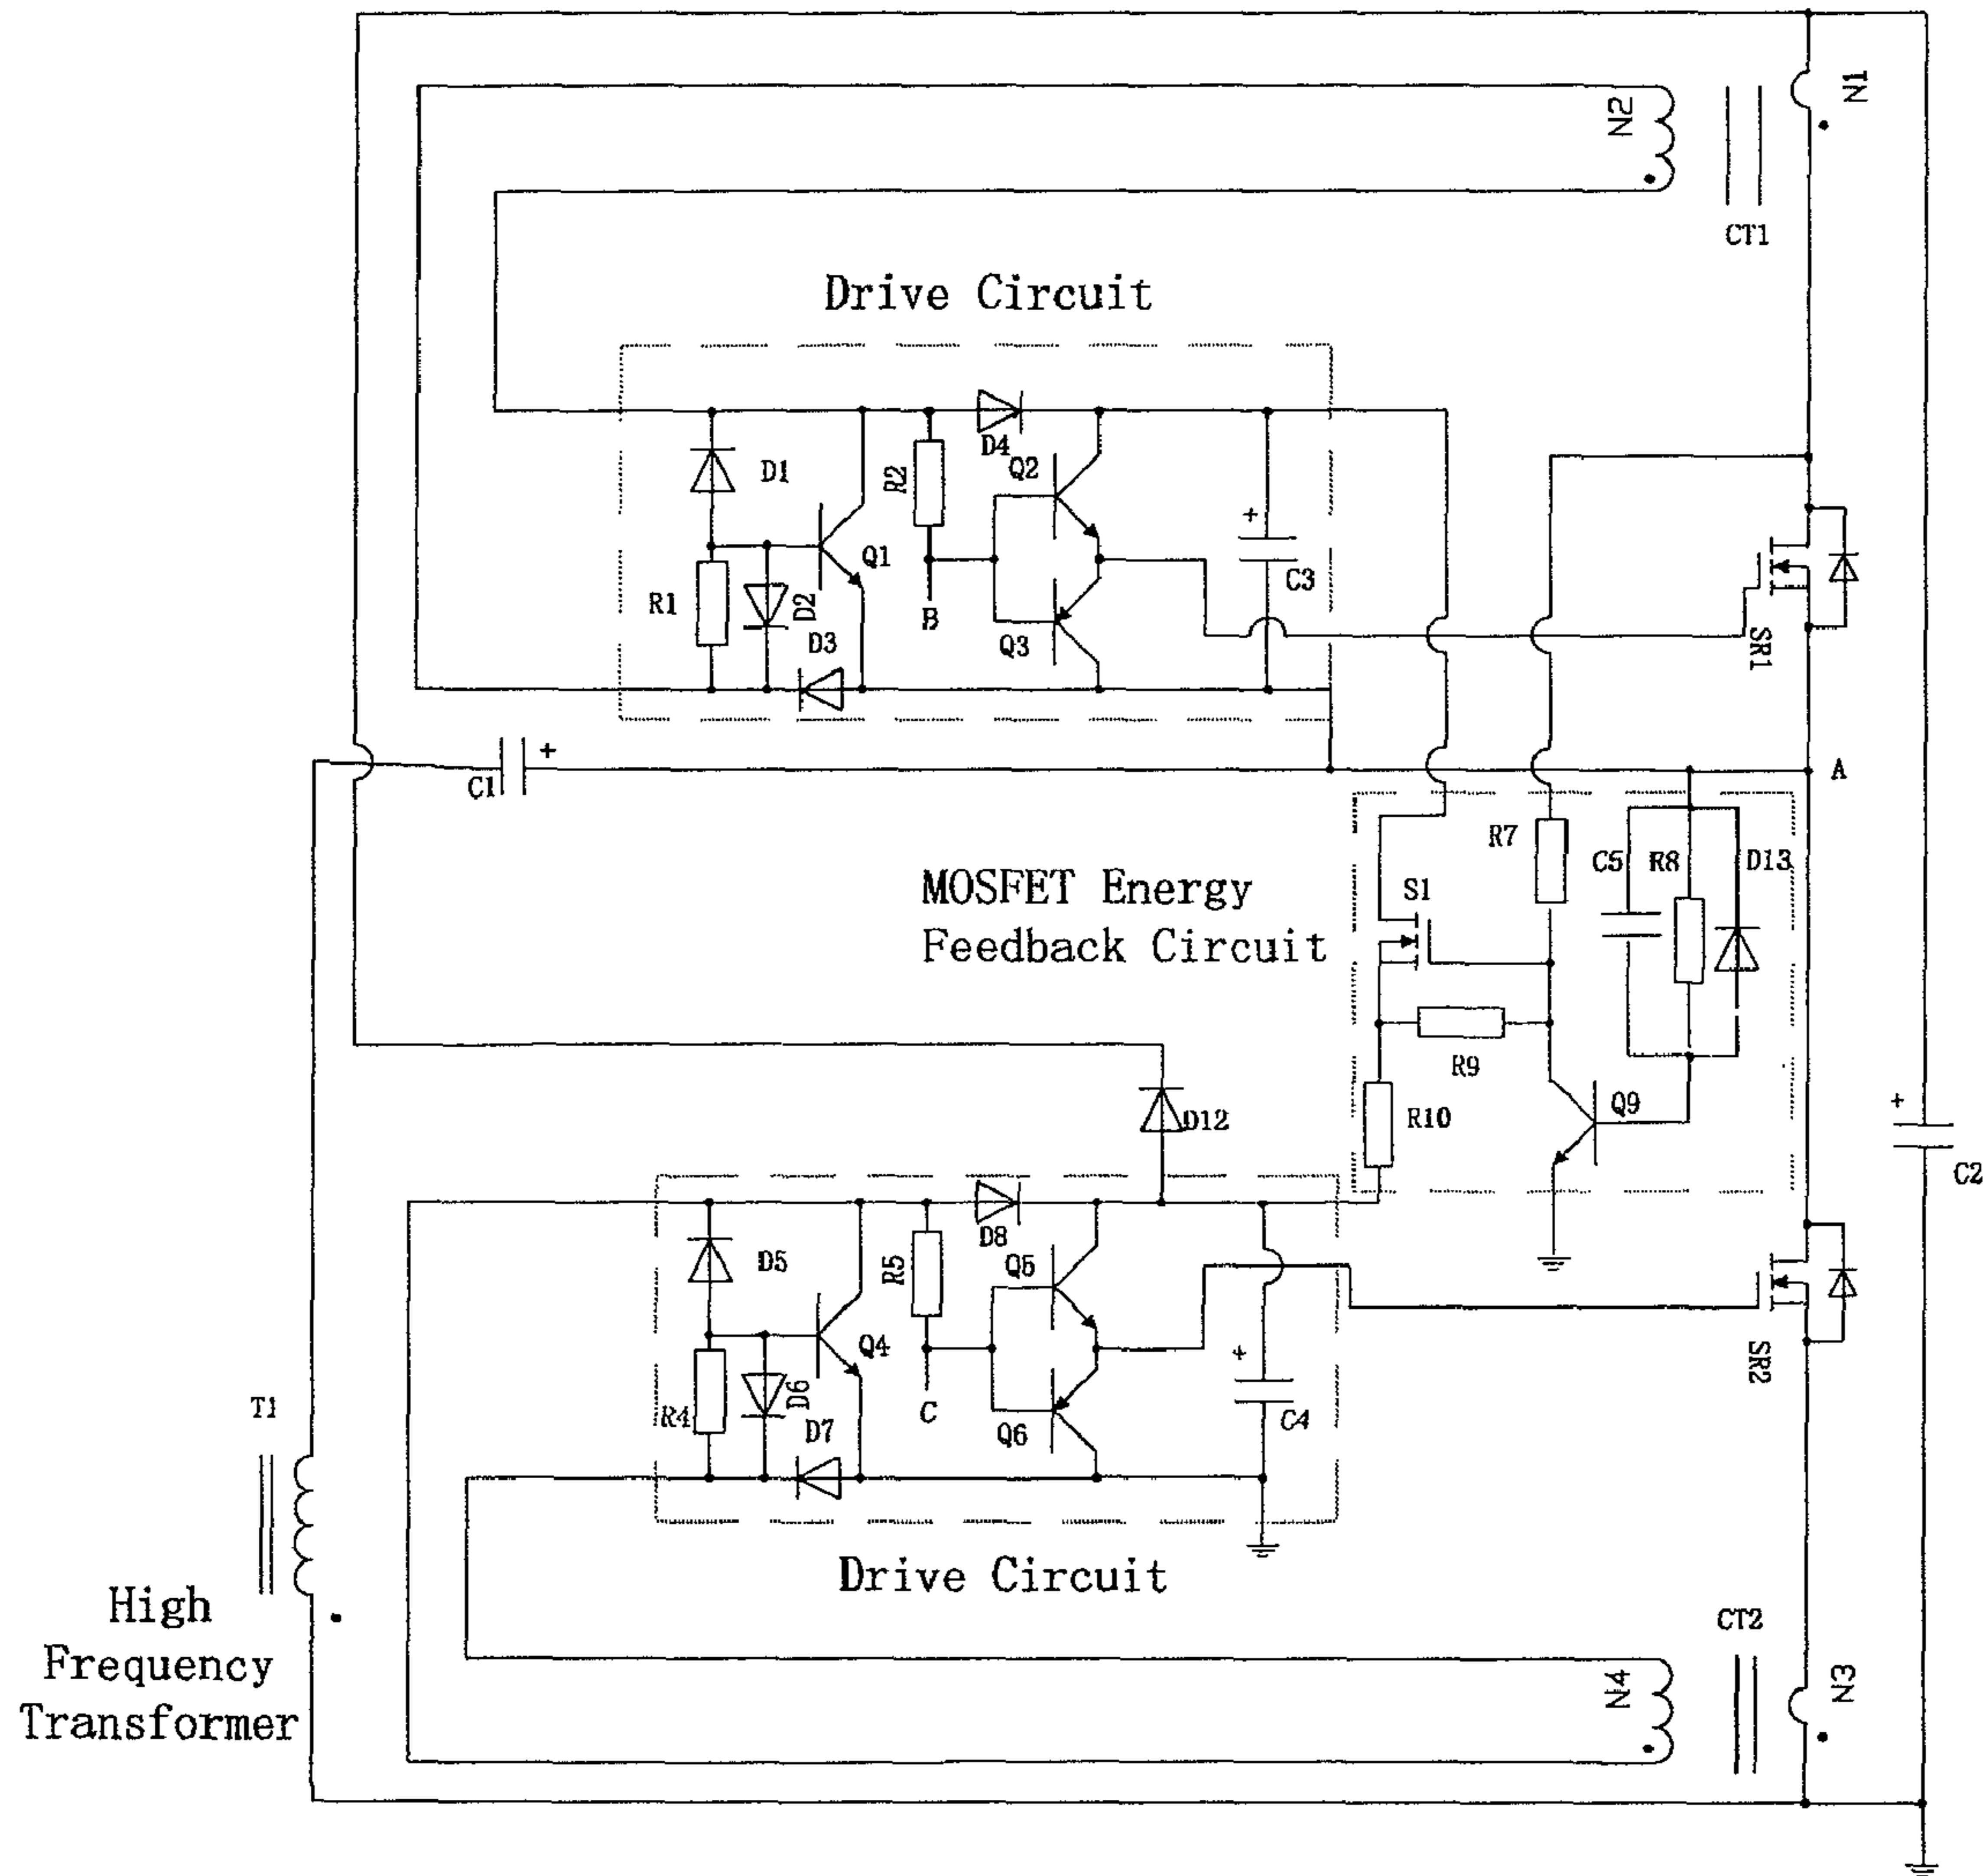 N1
N2
CT1
Drive Circuit
D1
R2
D4
Q2
+
R1
D2
Q1
B
Q3
C3
D3
SR1
C1
+
A
MOSFET Energy
Feedback Circuit
S1
R7
C5
R8
D13
R9
R10
Q9
D12
+
C2
D5
R5
D8
Q5
R4
D6
Q4
D7
C
Q6
+
C4
SR2
T1
Drive Circuit
High
Frequency
Transformer
CT2
N4
N3